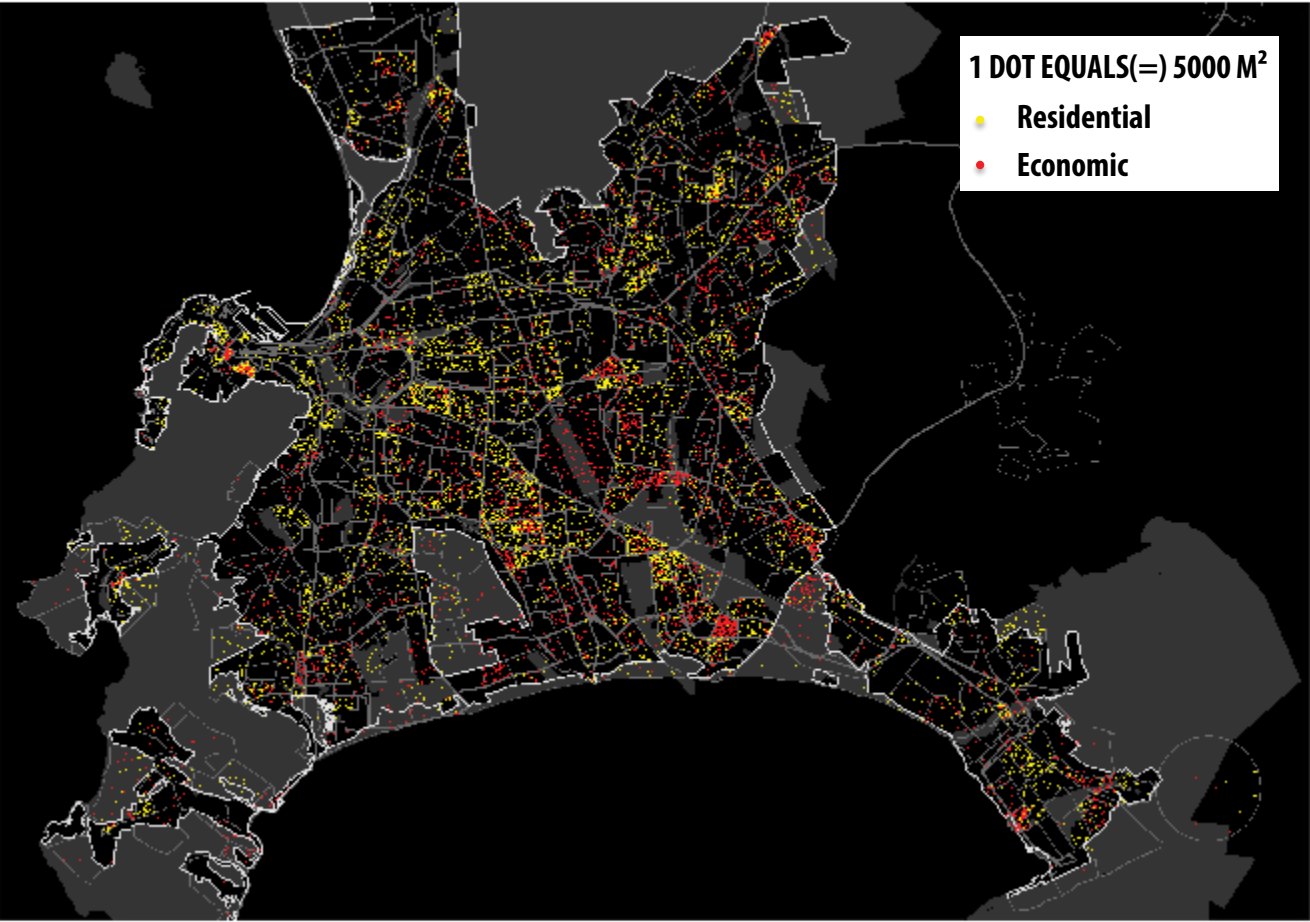 1 DOT EQUALS(=) 5000 M²
Residential
Economic